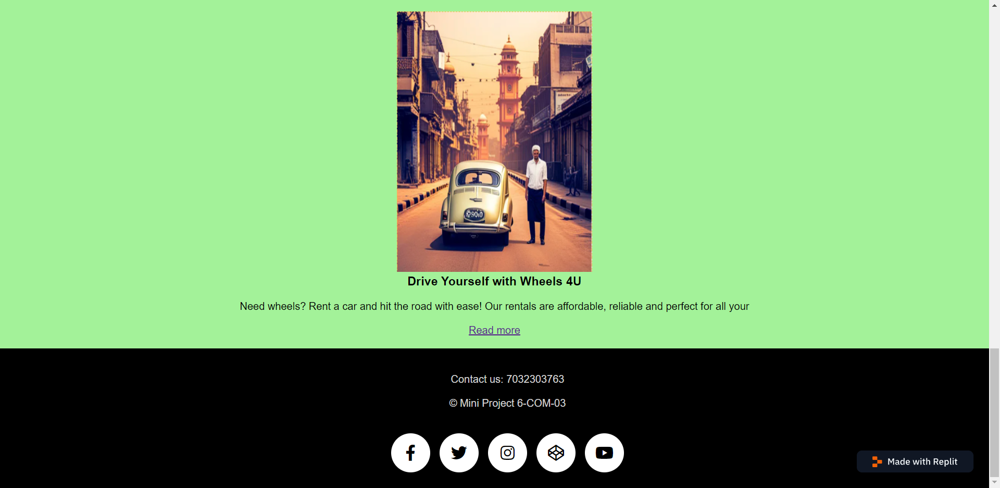 Drive Yourself with Wheels 4U
Need wheels? Rent a car and hit the road with ease! Our rentals are affordable, reliable and perfect for all your
Read more
Contact us: 7032303763
© Mini Project 6-COM-03
Made with Replit